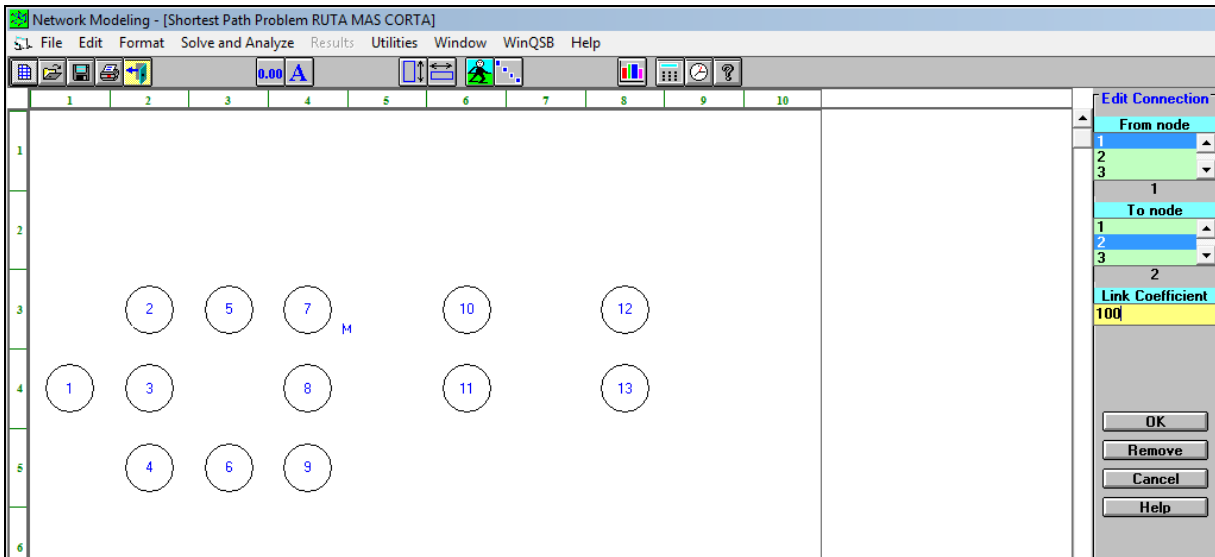 Network Modeling - [Shortest Path Problem RUTA MAS CORTA]
File Edit Format Solve and Analyze Results Utilities Window WinQSB Help
0.00 A ?
1 2 3 4 5 6 7 8 9 10
1
2
3
4
5
6
2 5 7 10 12
M
1 3 8 11 13
4 6 9
Edit Connection
From node
1
2
3
1
To node
1
2
3
2
Link Coefficient
100
OK
Remove
Cancel
Help